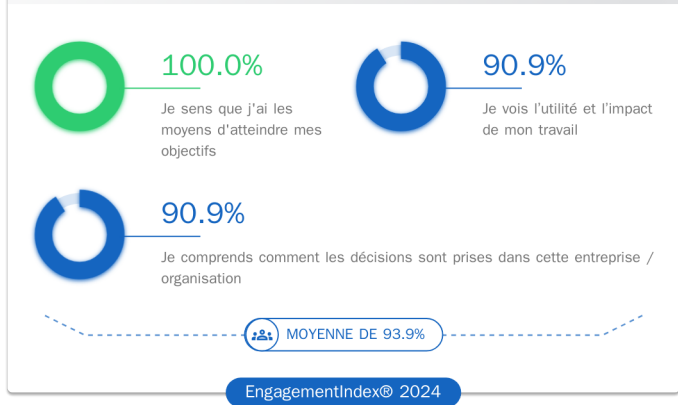 100.0%
Je sens que j'ai les
moyens d'atteindre mes
objectifs
90.9%
Je vois l’utilité et l’impact
de mon travail
90.9%
Je comprends comment les décisions sont prises dans cette entreprise /
organisation
MOYENNE DE 93.9%
EngagementIndex® 2024